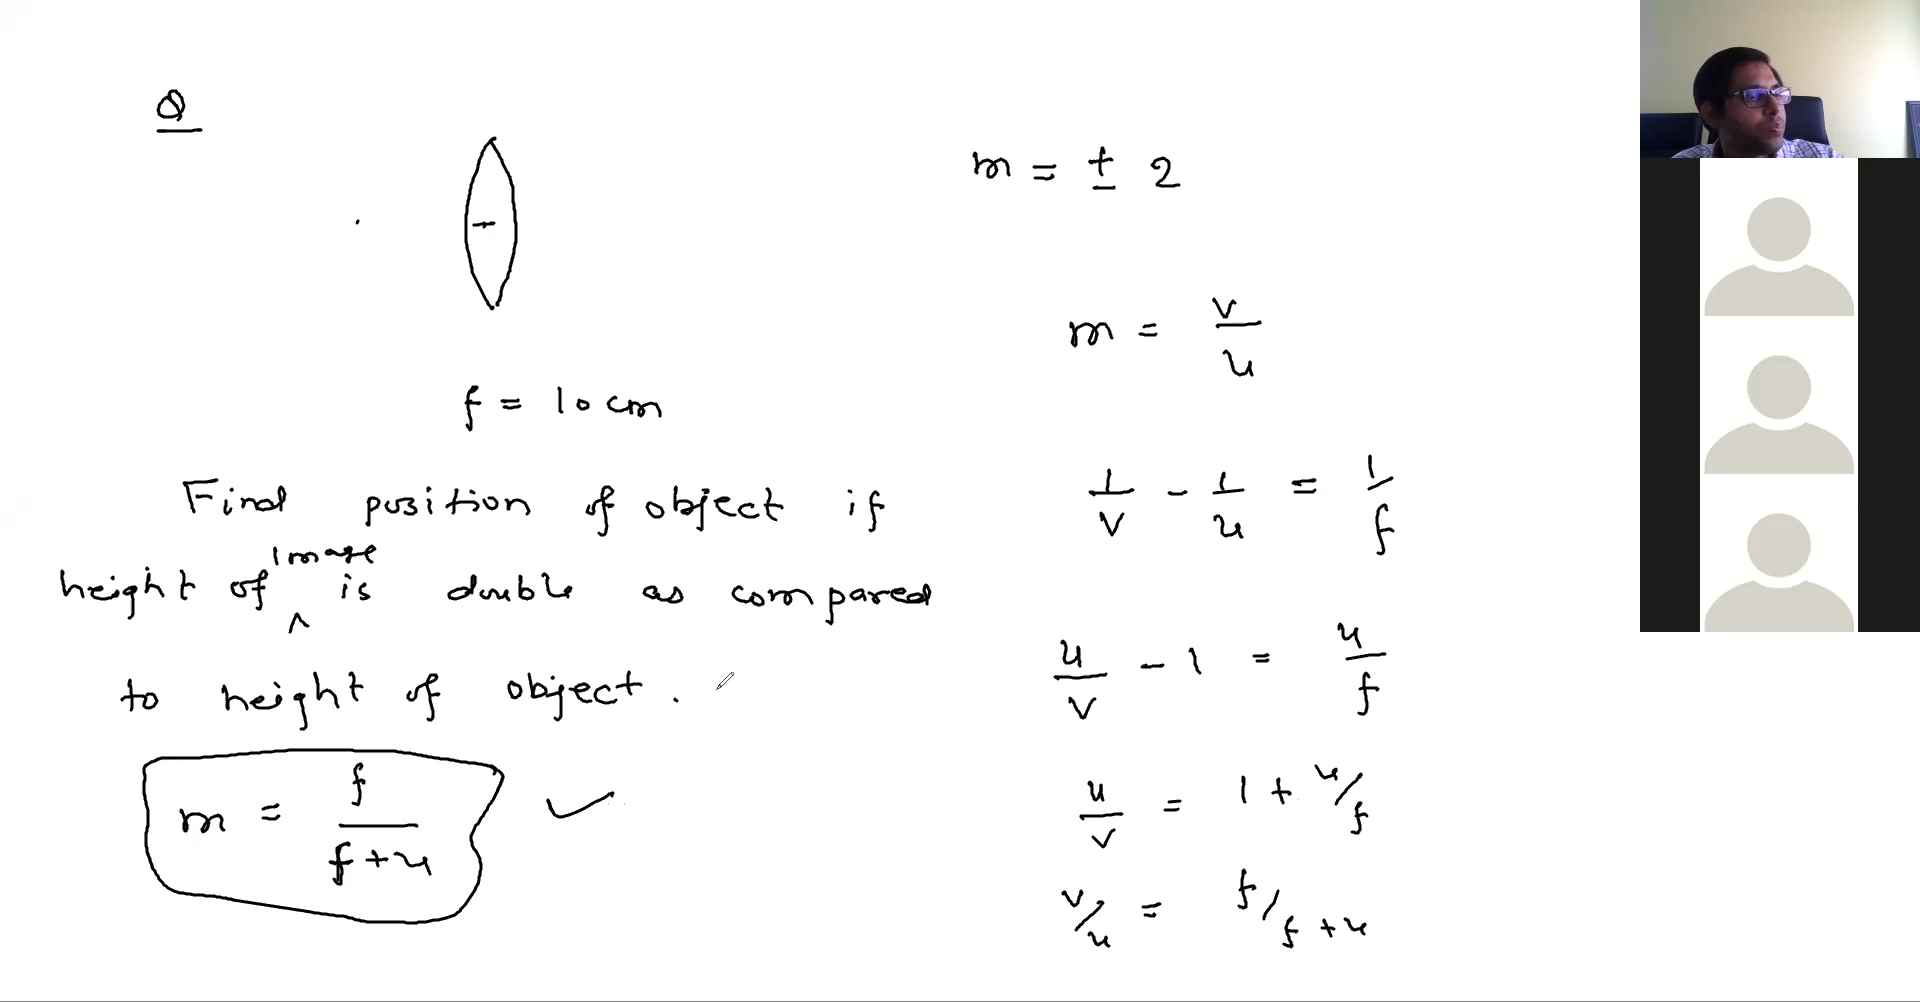 Q
f = 10 cm
Find position of object if
height of image is double as compared
to height of object.
m = f / f+u
m = ± 2
m = v / u
1/v - 1/u = 1/f
u/v - 1 = u/f
u/v = 1 + u/f
v/u = f/f+u